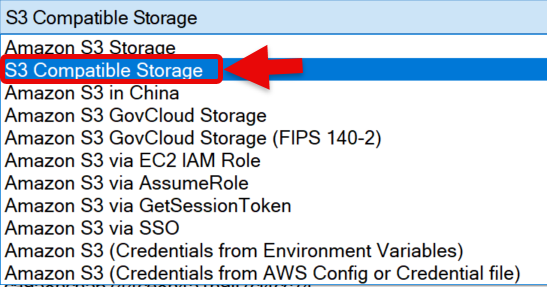 S3 Compatible Storage
Amazon S3 Storage
S3 Compatible Storage
Amazon S3 in China
Amazon S3 GovCloud Storage
Amazon S3 GovCloud Storage (FIPS 140-2)
Amazon S3 via EC2 IAM Role
Amazon S3 via AssumeRole
Amazon S3 via GetSessionToken
Amazon S3 via SSO
Amazon S3 (Credentials from Environment Variables)
Amazon S3 (Credentials from AWS Config or Credential file)